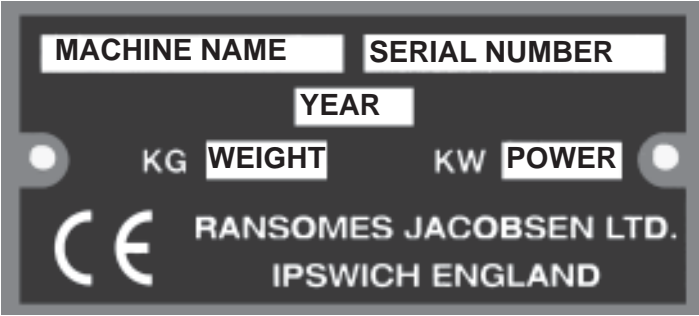 MACHINE NAME SERIAL NUMBER
YEAR
KG WEIGHT KW POWER
CE RANSOMES JACOBSEN LTD.
IPSWICH ENGLAND